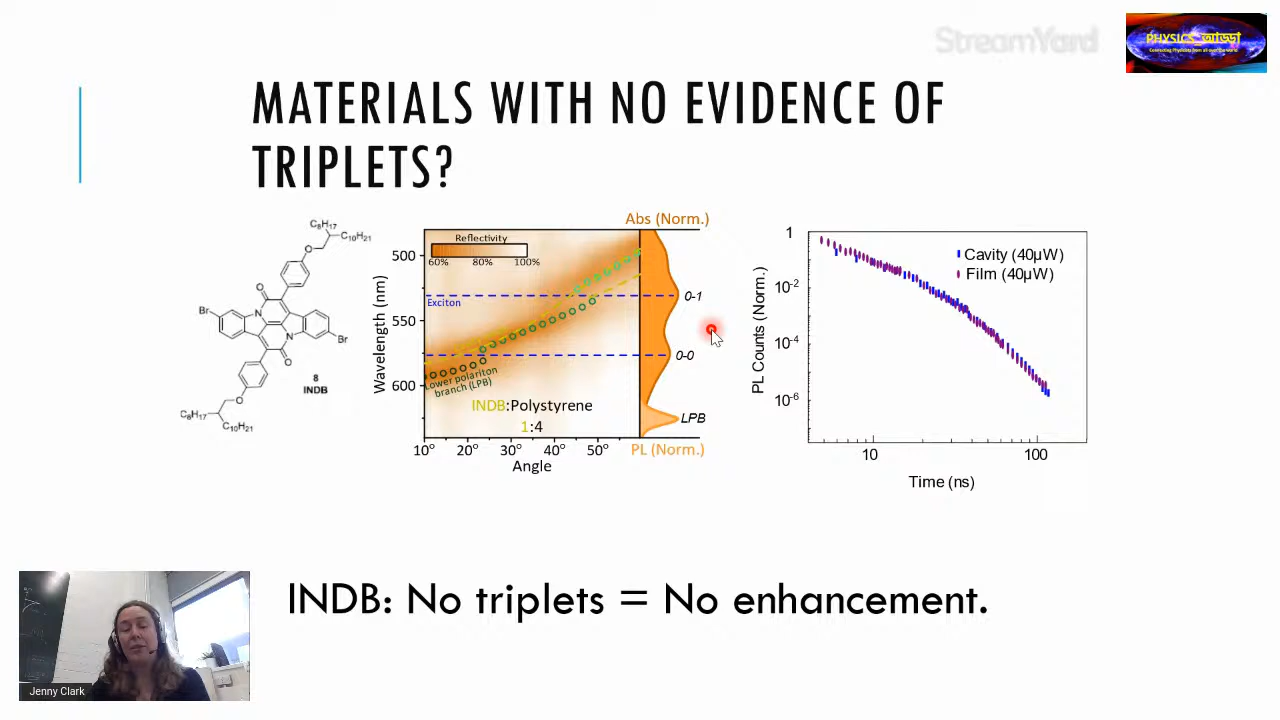 StreamYard
PHYSICS_আড্ডা
MATERIALS WITH NO EVIDENCE OF
TRIPLETS?
C8H17
C10H21
O
O
N
Br
N
Br
O
8
INDB
O
C8H17
C10H21
Abs (Norm.)
Reflectivity
60% 80% 100%
500
550
600
Wavelength (nm)
Exciton
0-1
0-0
Lower polariton
branch (LPB)
INDB:Polystyrene
1:4
LPB
10° 20° 30° 40° 50°
PL (Norm.)
Angle
PL Counts (Norm.)
1
10-2
10-4
10-6
Cavity (40μW)
Film (40μW)
10 100
Time (ns)
INDB: No triplets = No enhancement.
Jenny Clark